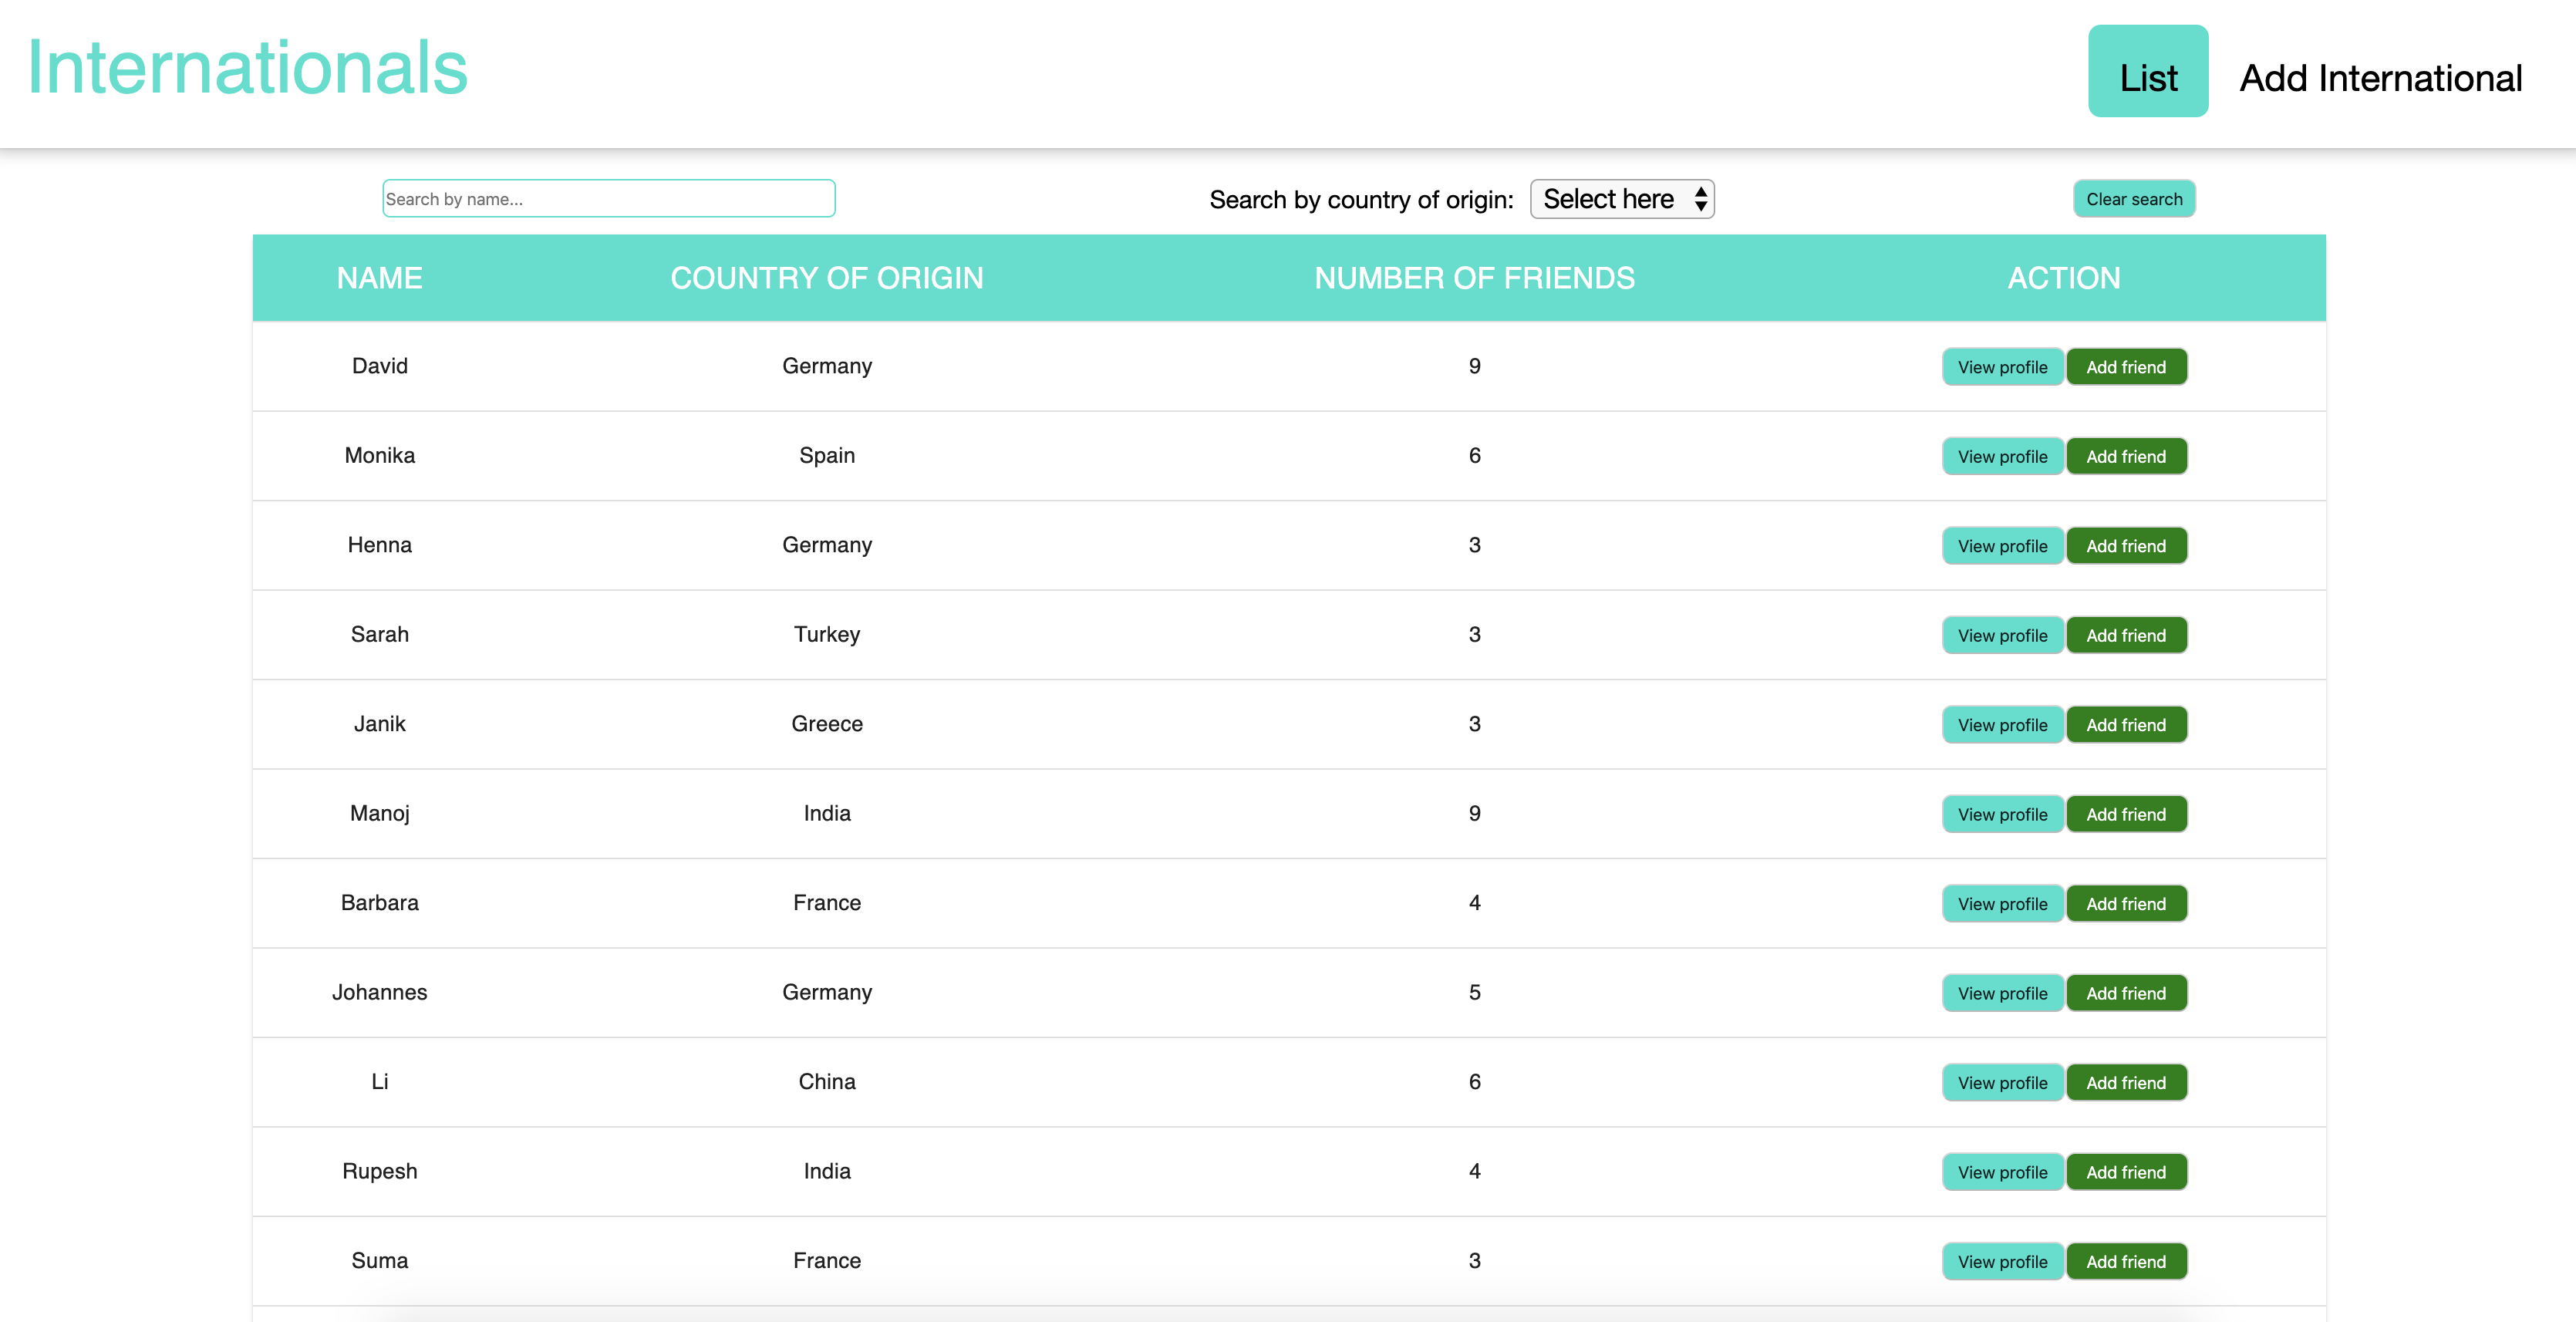 Internationals
List Add International
Search by name... Search by country of origin: Select here Clear search
NAME COUNTRY OF ORIGIN NUMBER OF FRIENDS ACTION
David Germany 9 View profile Add friend
Monika Spain 6 View profile Add friend
Henna Germany 3 View profile Add friend
Sarah Turkey 3 View profile Add friend
Janik Greece 3 View profile Add friend
Manoj India 9 View profile Add friend
Barbara France 4 View profile Add friend
Johannes Germany 5 View profile Add friend
Li China 6 View profile Add friend
Rupesh India 4 View profile Add friend
Suma France 3 View profile Add friend